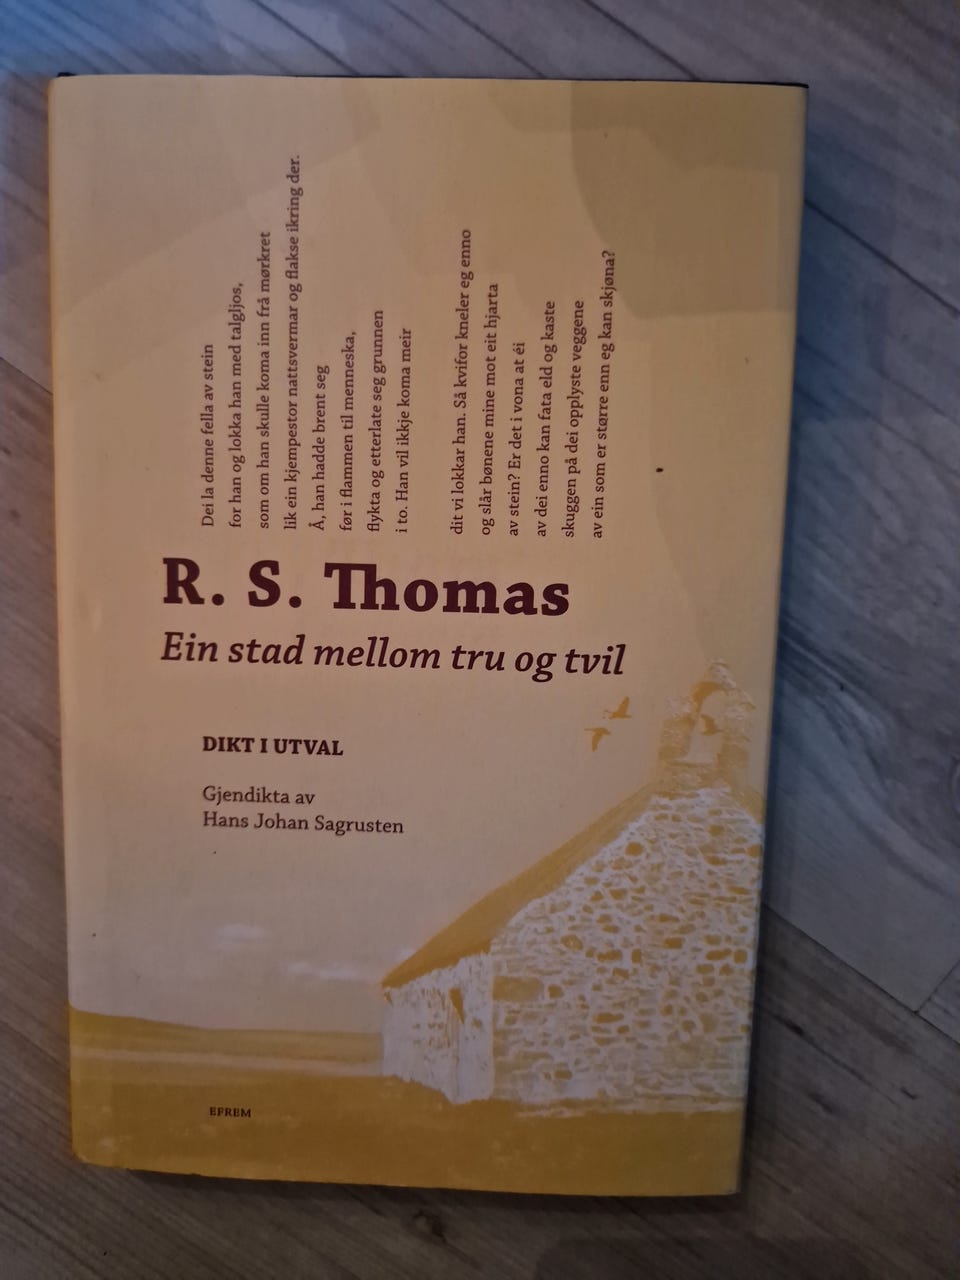 Dei la denne fella av stein
for han og lokka han med talgljos,
som om han skulle koma inn frå mørkret
lik ein kjempestor nattsvermar og flakse ikring der.
Å, han hadde brent seg
før i flammen til menneska,
flykta og etterlate seg grunnen
i to. Han vil ikkje koma meir
dit vi lokkar han. Så kvifor kneler eg enno
og slår bønene mine mot eit hjarta
av stein? Er det i vona at éi
av dei enno kan fata eld og kaste
skuggen på dei opplyste veggene
av ein som er større enn eg kan skjøna?
R. S. Thomas
Ein stad mellom tru og tvil
DIKT I UTVAL
Gjendikta av
Hans Johan Sagrusten
EFREM